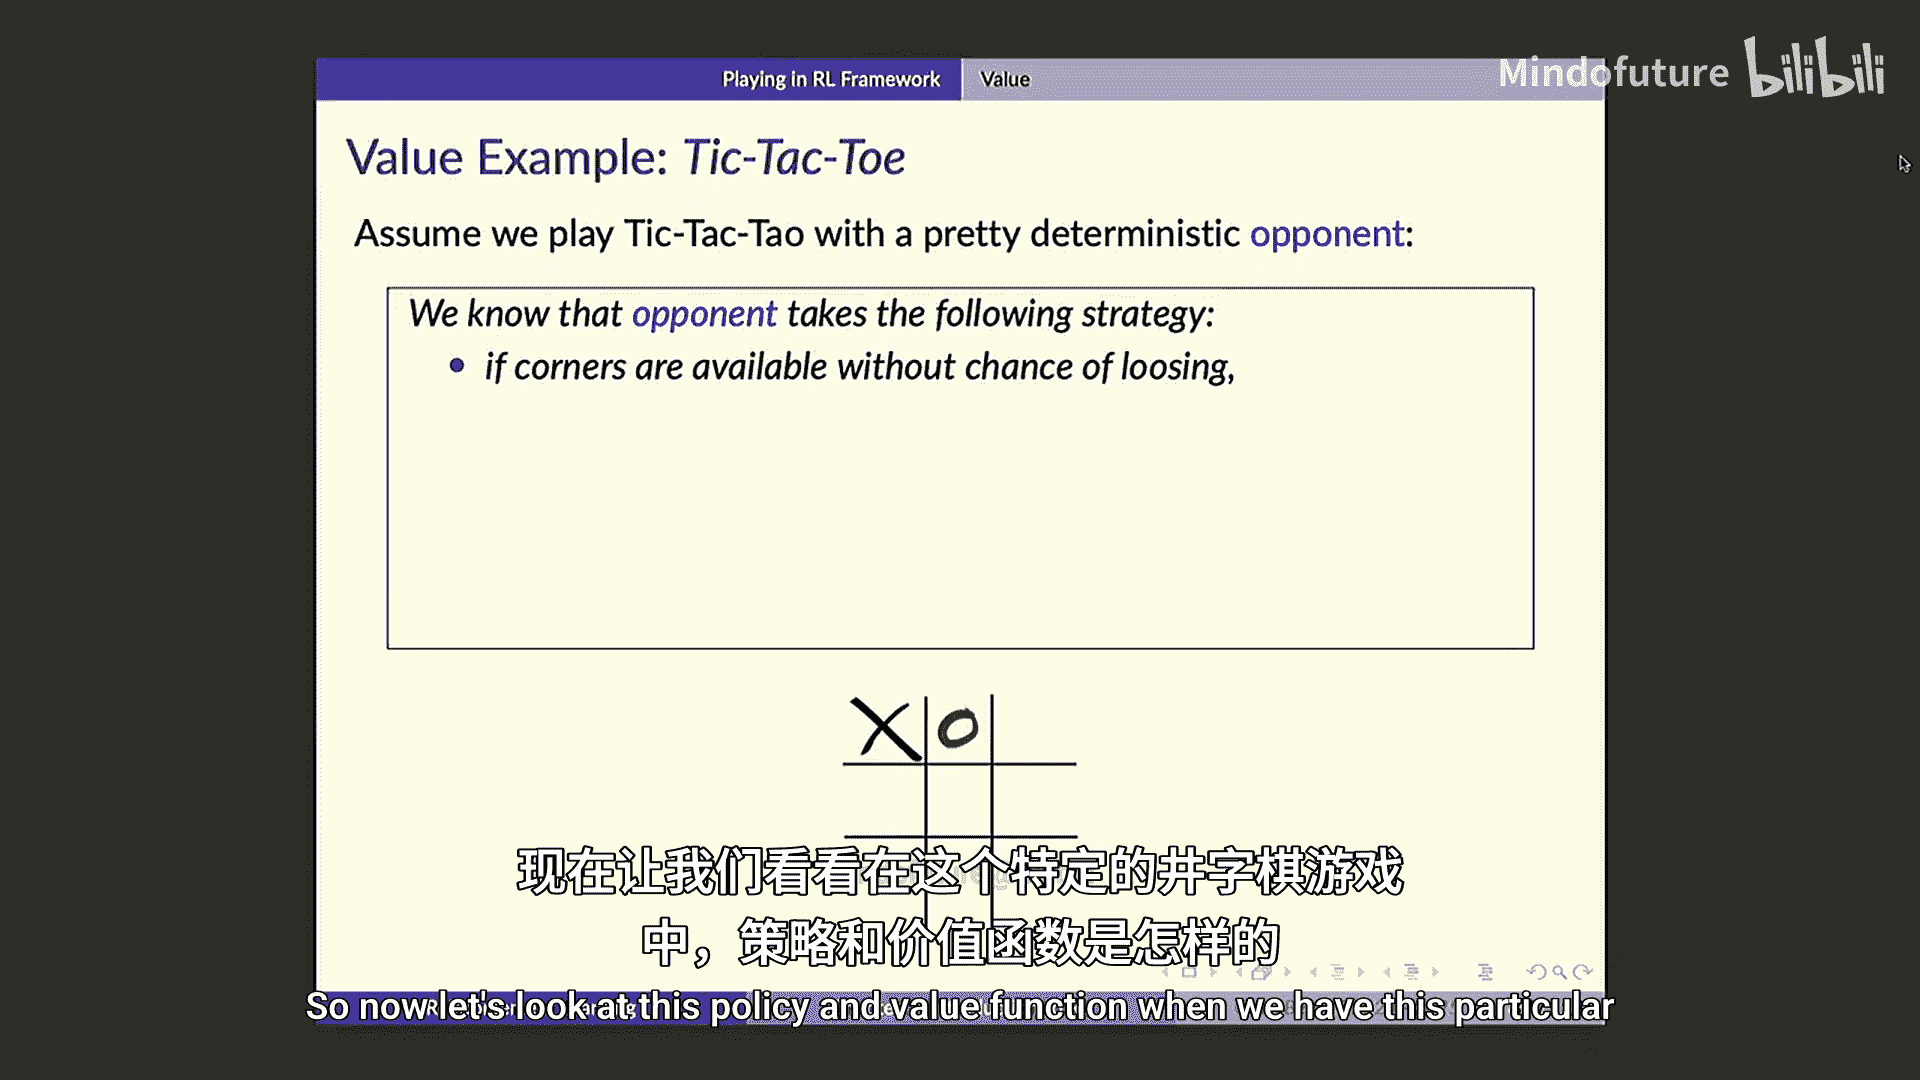 Playing in RL Framework Value
Mindofuture bilibili
Value Example: Tic-Tac-Toe
Assume we play Tic-Tac-Tao with a pretty deterministic opponent:
We know that opponent takes the following strategy:
• if corners are available without chance of loosing,
X O
现在让我们看看在这个特定的井字棋游戏
中，策略和价值函数是怎样的
So now let's look at this policy and value function when we have this particular